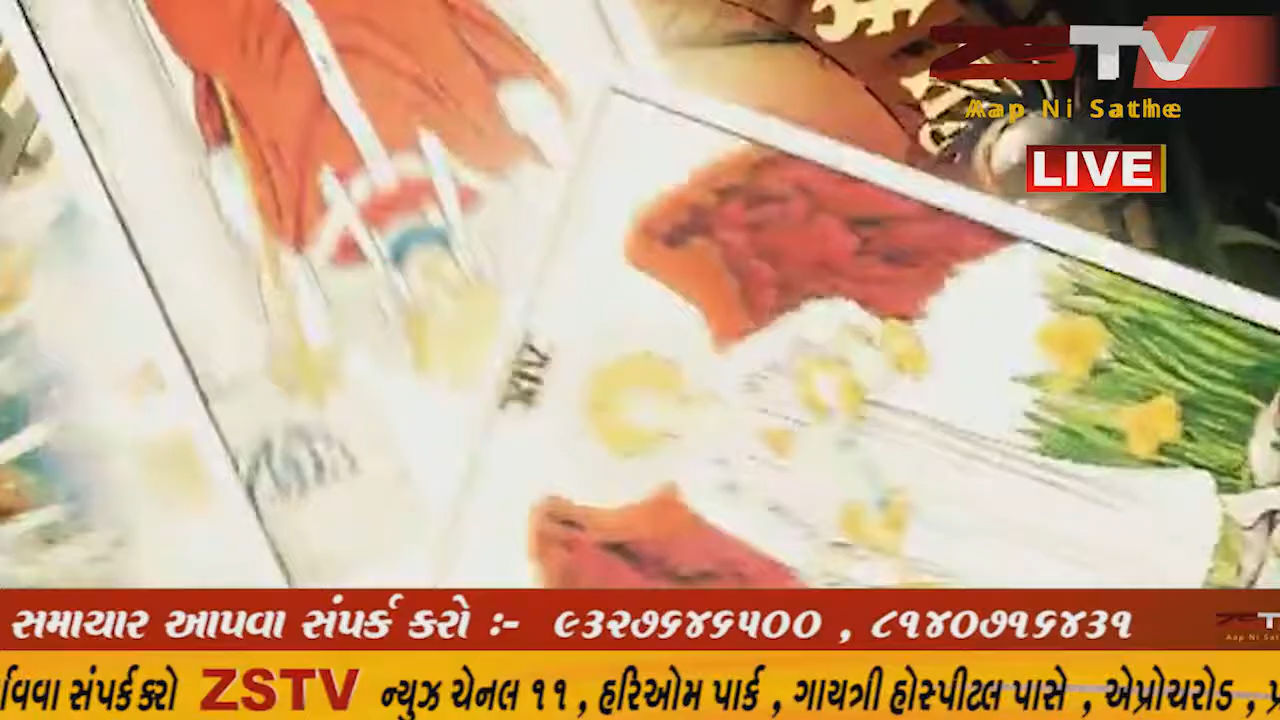 ZSTV
Aap Ni Sathe
LIVE
સમાચાર આપવા સંપર્ક કરો :- ૯૩૨૭૬૪૬૫૦૦ , ૮૧૪૦૭૧૬૪૩૧
સંપર્ક કરો ZSTV ન્યુઝ ચેનલ ૧૧ , હરિઓમ પાર્ક , ગાયત્રી હોસ્પીટલ પાસે , એપ્રોચરોડ ,